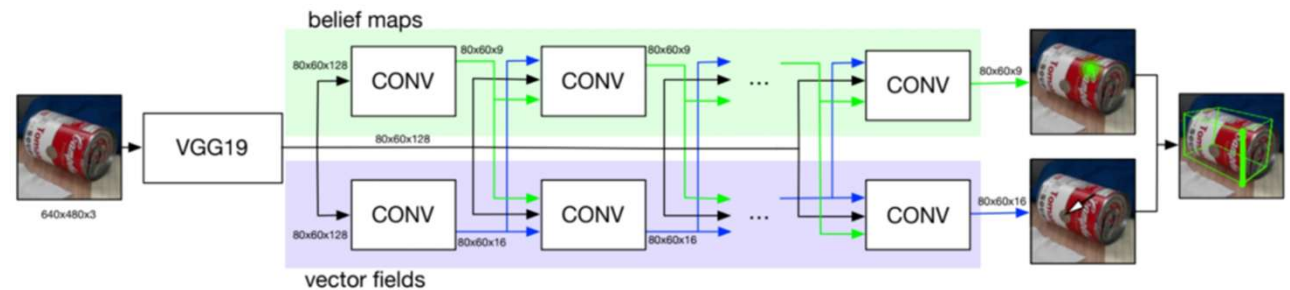 belief maps
80x60x128
CONV
80x60x9
CONV
80x60x9
...
CONV
80x60x9
640x480x3
VGG19
80x60x128
80x60x128
CONV
80x60x16
CONV
80x60x16
...
CONV
80x60x16
vector fields